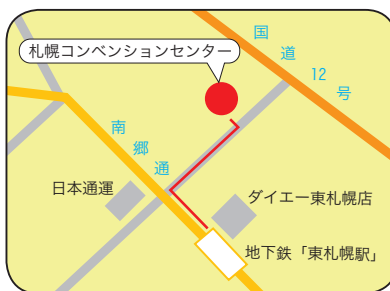 札幌コンベンションセンター
国道12号
南郷通
日本通運
ダイエー東札幌店
地下鉄「東札幌駅」